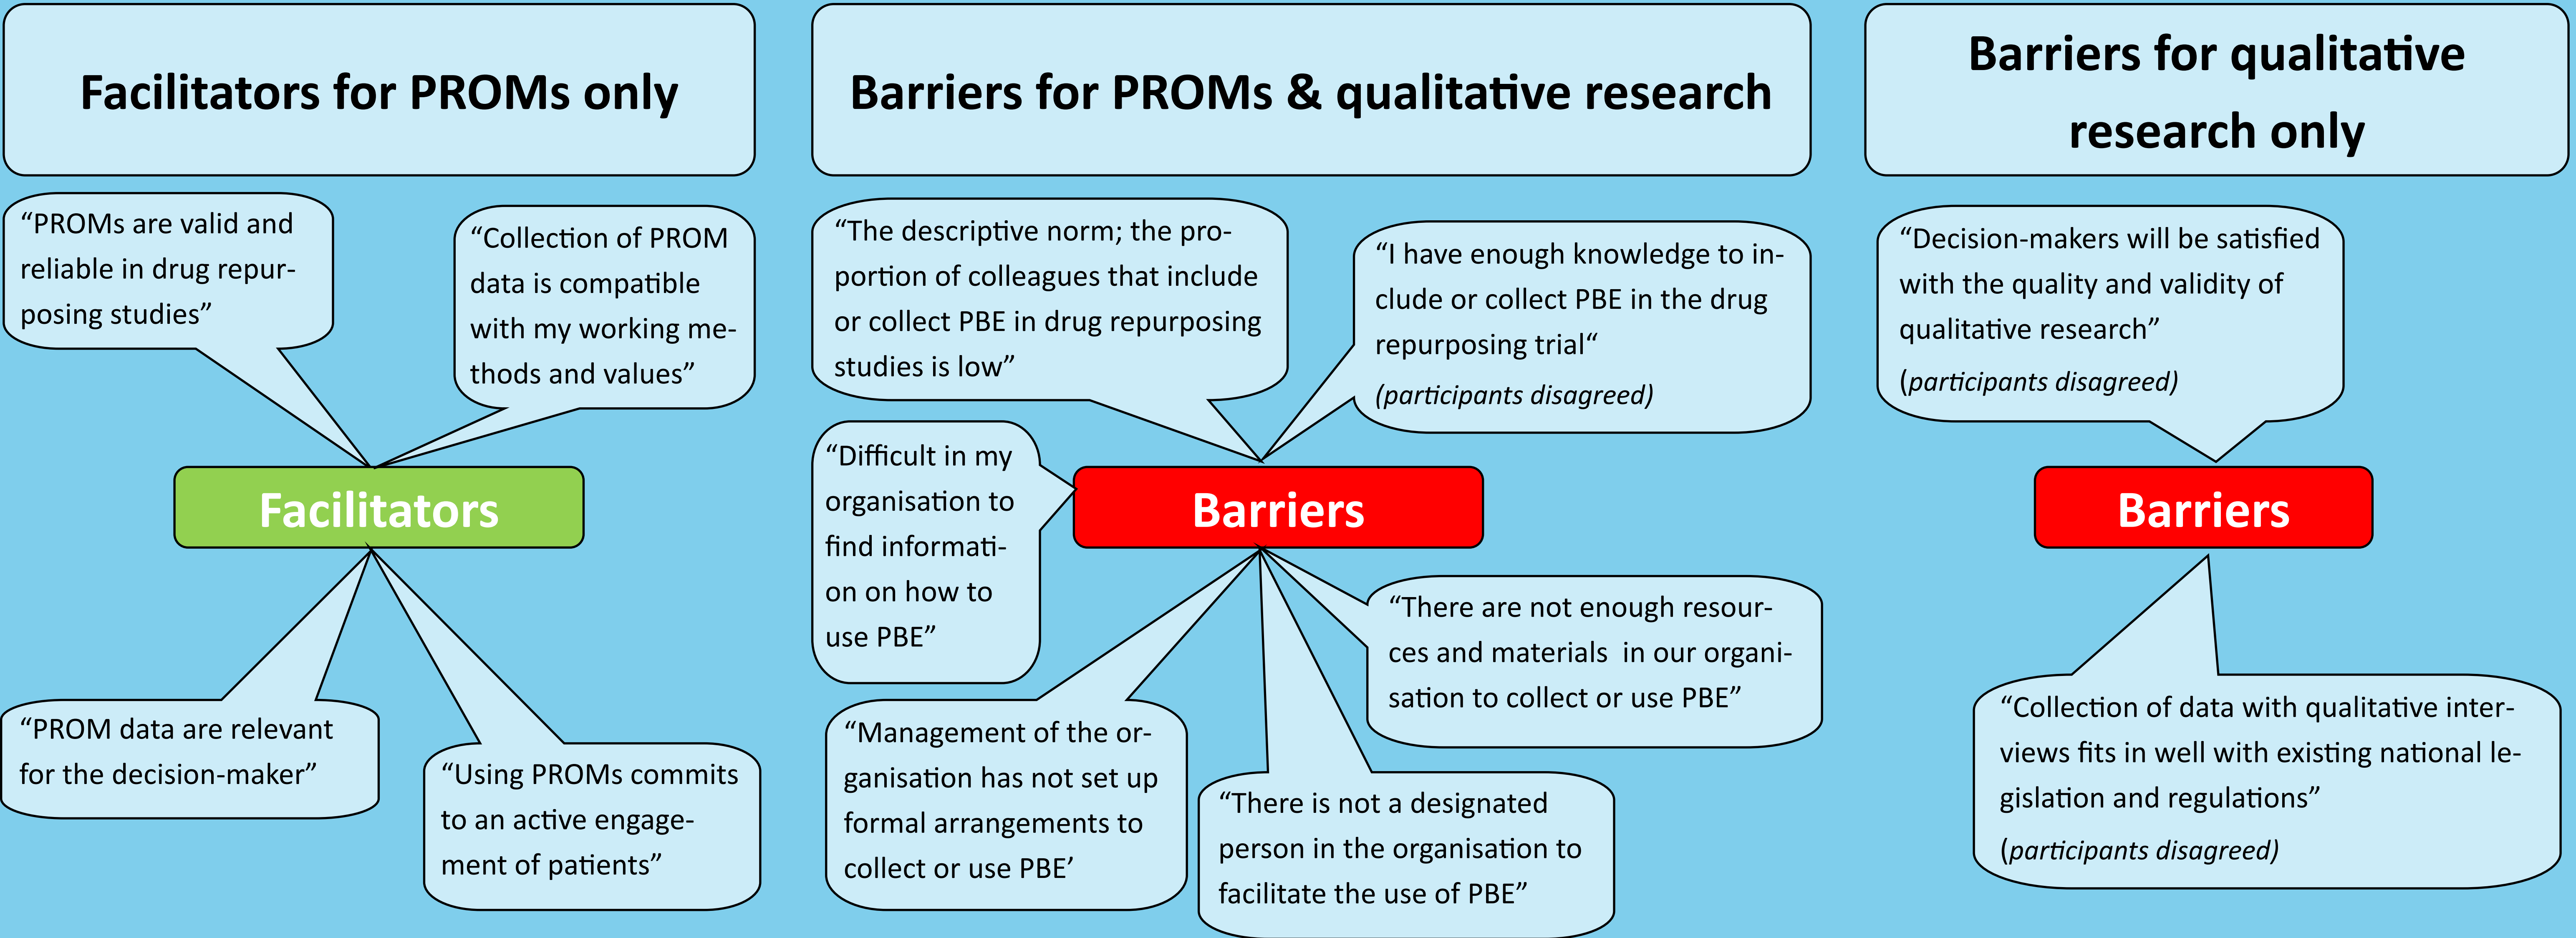 Facilitators for PROMs only
“PROMs are valid and
reliable in drug repur-
posing studies”
“Collection of PROM
data is compatible
with my working me-
thods and values”
Facilitators
“PROM data are relevant
for the decision-maker”
“Using PROMs commits
to an active engage-
ment of patients”
Barriers for PROMs & qualitative research
“The descriptive norm; the pro-
portion of colleagues that include
or collect PBE in drug repurposing
studies is low”
“I have enough knowledge to in-
clude or collect PBE in the drug
repurposing trial“
(participants disagreed)
“Difficult in my
organisation to
find informati-
on on how to
use PBE”
Barriers
“There are not enough resour-
ces and materials  in our organi-
sation to collect or use PBE”
“Management of the or-
ganisation has not set up
formal arrangements to
collect or use PBE’
“There is not a designated
person in the organisation to
facilitate the use of PBE”
Barriers for qualitative
research only
“Decision-makers will be satisfied
with the quality and validity of
qualitative research”
(participants disagreed)
Barriers
“Collection of data with qualitative inter-
views fits in well with existing national le-
gislation and regulations”
(participants disagreed)